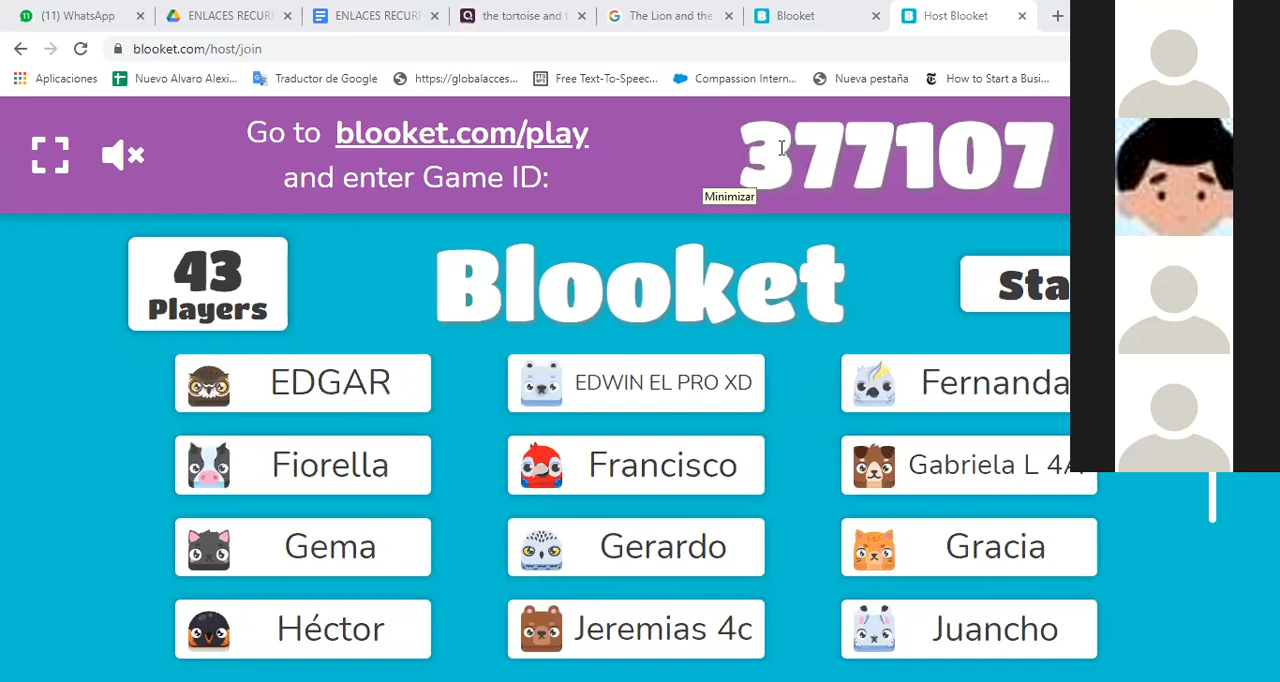 (11) WhatsApp
ENLACES RECUR
ENLACES RECUR
the tortoise and t
The Lion and the
Blooket
Host Blooket
blooket.com/host/join
Aplicaciones
Nuevo Alvaro Alexi...
Traductor de Google
https://globalacces...
Free Text-To-Speec...
Compassion Intern...
Nueva pestaña
How to Start a Busi...
Go to blooket.com/play
and enter Game ID:
377107
Minimizar
43
Players
Blooket
Sta
EDGAR
EDWIN EL PRO XD
Fernanda
Fiorella
Francisco
Gabriela L 4A
Gema
Gerardo
Gracia
Héctor
Jeremias 4c
Juancho